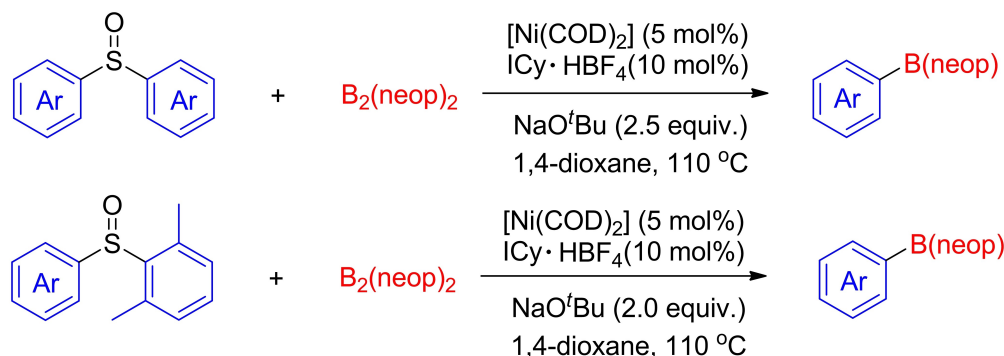 O
S
Ar
Ar
+
B₂(neop)₂
[Ni(COD)₂] (5 mol%)
ICy· HBF₄(10 mol%)
NaOᵗBu (2.5 equiv.)
1,4-dioxane, 110 ᵒC
Ar
B(neop)
O
S
Ar
+
B₂(neop)₂
[Ni(COD)₂] (5 mol%)
ICy· HBF₄(10 mol%)
NaOᵗBu (2.0 equiv.)
1,4-dioxane, 110 ᵒC
Ar
B(neop)